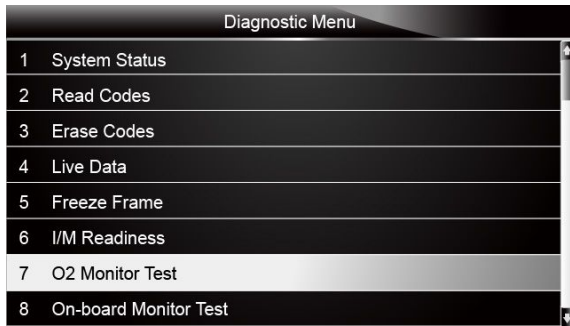 Diagnostic Menu
1 System Status
2 Read Codes
3 Erase Codes
4 Live Data
5 Freeze Frame
6 I/M Readiness
7 O2 Monitor Test
8 On-board Monitor Test